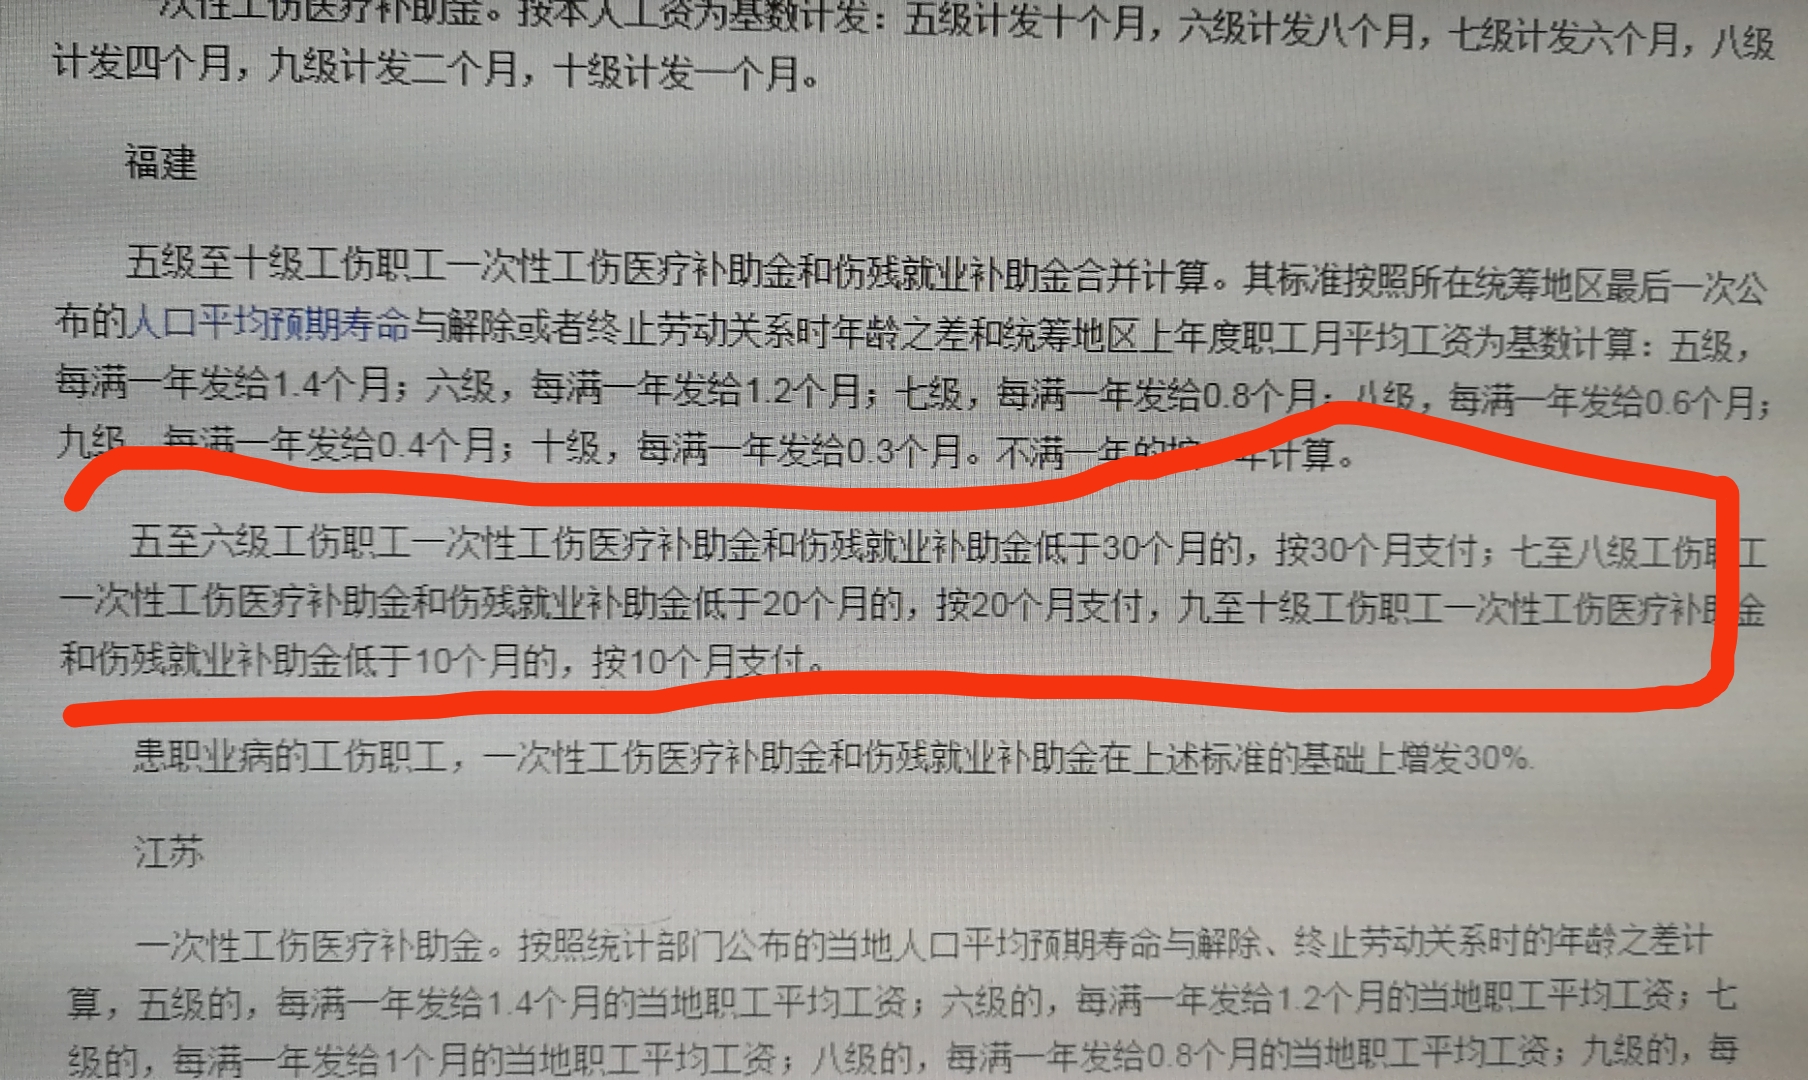 一次性工伤医疗补助金。按本人工资为基数计发：五级计发十个月，六级计发八个月，七级计发六个月，八级
计发四个月，九级计发二个月，十级计发一个月。
福建
五级至十级工伤职工一次性工伤医疗补助金和伤残就业补助金合并计算。其标准按照所在统筹地区最后一次公
布的人口平均预期寿命与解除或者终止劳动关系时年龄之差和统筹地区上年度职工月平均工资为基数计算：五级，
每满一年发给1.4个月；六级，每满一年发给1.2个月；七级，每满一年发给0.8个月；八级，每满一年发给0.6个月；
九级，每满一年发给0.4个月；十级，每满一年发给0.3个月。不满一年的按一年计算。
五至六级工伤职工一次性工伤医疗补助金和伤残就业补助金低于30个月的，按30个月支付；七至八级工伤职工
一次性工伤医疗补助金和伤残就业补助金低于20个月的，按20个月支付，九至十级工伤职工一次性工伤医疗补助金
和伤残就业补助金低于10个月的，按10个月支付。
患职业病的工伤职工，一次性工伤医疗补助金和伤残就业补助金在上述标准的基础上增发30%.
江苏
一次性工伤医疗补助金。按照统计部门公布的当地人口平均预期寿命与解除、终止劳动关系时的年龄之差计
算，五级的，每满一年发给1.4个月的当地职工平均工资；六级的，每满一年发给1.2个月的当地职工平均工资；七
级的，每满一年发给1个月的当地职工平均工资；八级的，每满一年发给0.8个月的当地职工平均工资；九级的，每